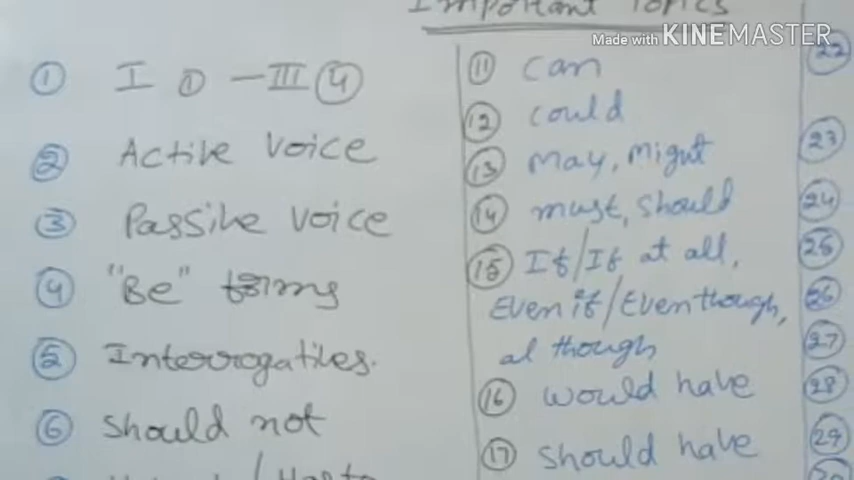 Important Topics
Made with KINEMASTER
① I ① – III ④
② Active voice
③ Passive voice
④ "Be" forms
⑤ Interrogatives.
⑥ Should not
⑪ can
⑫ could
⑬ may, might
⑭ must, should
⑮ If/If at all,
Even if/Even though,
al though
⑯ would have
⑰ should have
22
23
24
25
26
27
28
29